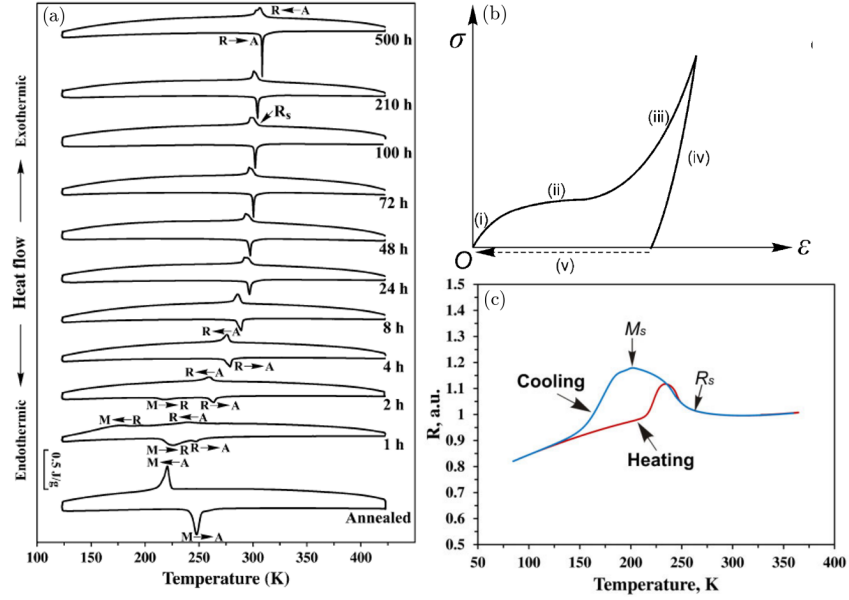 (a)
R←A
R→A
500 h
210 h
Rs
100 h
72 h
48 h
24 h
8 h
R←A
4 h
R→A
R←A
M→R
R→A
2 h
R←A
M←R
M→R
R→A
1 h
M←A
Annealed
M→A
Endothermic ← Heat flow → Exothermic
0.5 J/g
100 150 200 250 300 350 400
Temperature (K)
(b)
σ
(i)
(ii)
(iii)
(iv)
(v)
O
ε
(c)
1.5
1.4
1.3
1.2
1.1
1
0.9
0.8
0.7
0.6
0.5
R, a.u.
Ms
Rs
Cooling
Heating
50 100 150 200 250 300 350 400
Temperature, K